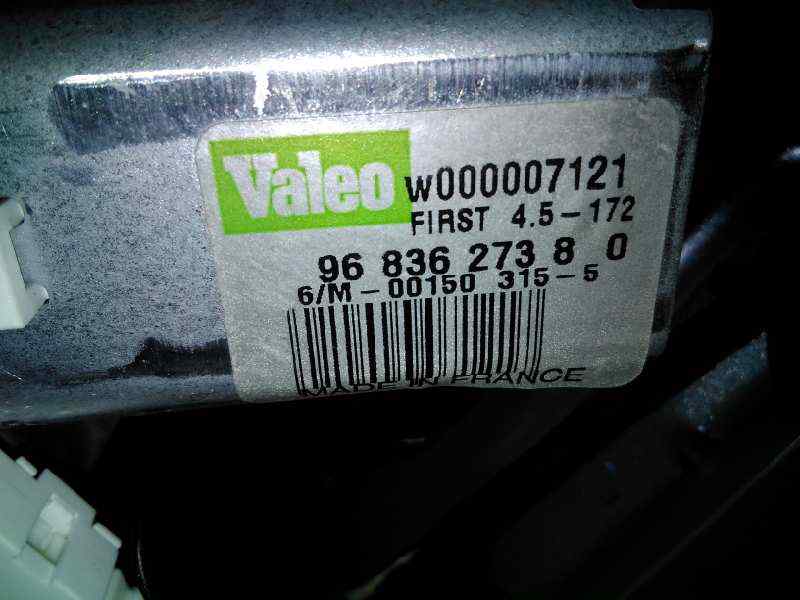 Valeo
W000007121
FIRST 4.5-172
96 836 273 8 0
6/M-00150 315-5
MADE IN FRANCE